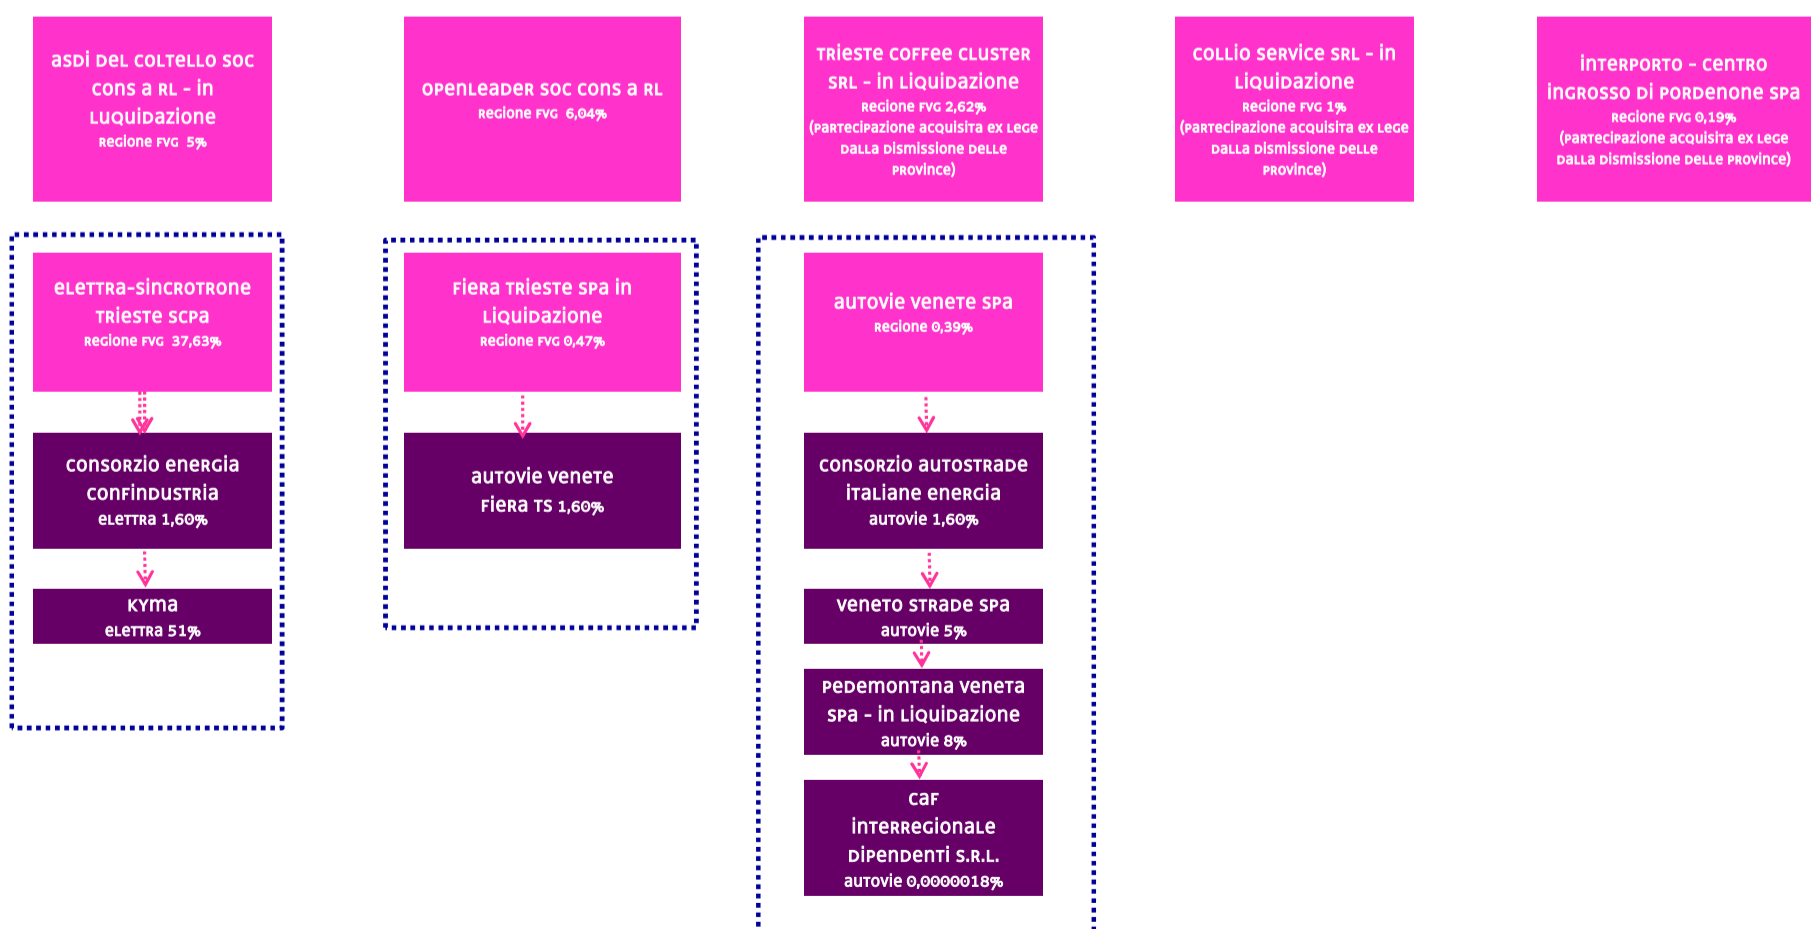 asdi del coltello soc
cons a rl - in
luquidazione
regione fvg 5%
openleader soc cons a rl
regione fvg 6,04%
trieste coffee cluster
srl - in liquidazione
regione fvg 2,62%
(partecipazione acquisita ex lege
dalla dismissione delle
province)
collio service srl - in
liquidazione
regione fvg 1%
(partecipazione acquisita ex lege
dalla dismissione delle
province)
interporto - centro
ingrosso di pordenone spa
regione fvg 0,19%
(partecipazione acquisita ex lege
dalla dismissione delle province)
elettra-sincrotrone
trieste scpa
regione fvg 37,63%
consorzio energia
confindustria
elettra 1,60%
kyma
elettra 51%
fiera trieste spa in
liquidazione
regione fvg 0,47%
autovie venete
fiera ts 1,60%
autovie venete spa
regione 0,39%
consorzio autostrade
italiane energia
autovie 1,60%
veneto strade spa
autovie 5%
pedemontana veneta
spa - in liquidazione
autovie 8%
caf
interregionale
dipendenti s.r.l.
autovie 0,0000018%